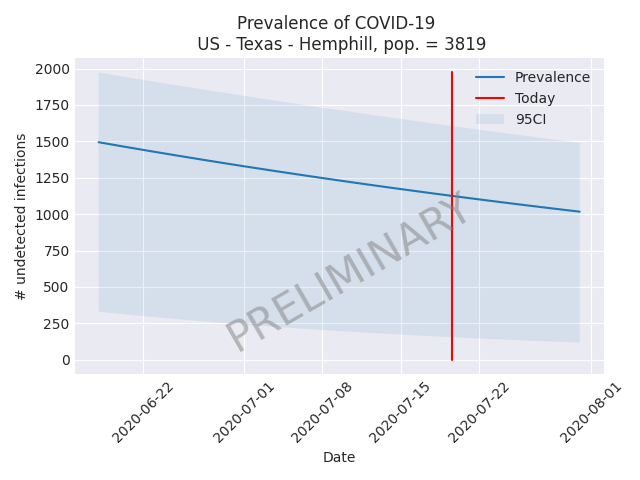 Prevalence of COVID-19
US - Texas - Hemphill, pop. = 3819
2000
1750
1500
1250
1000
750
500
250
0
# undetected infections
Prevalence
Today
95CI
PRELIMINARY
2020-06-22
2020-07-01
2020-07-08
2020-07-15
2020-07-22
2020-08-01
Date